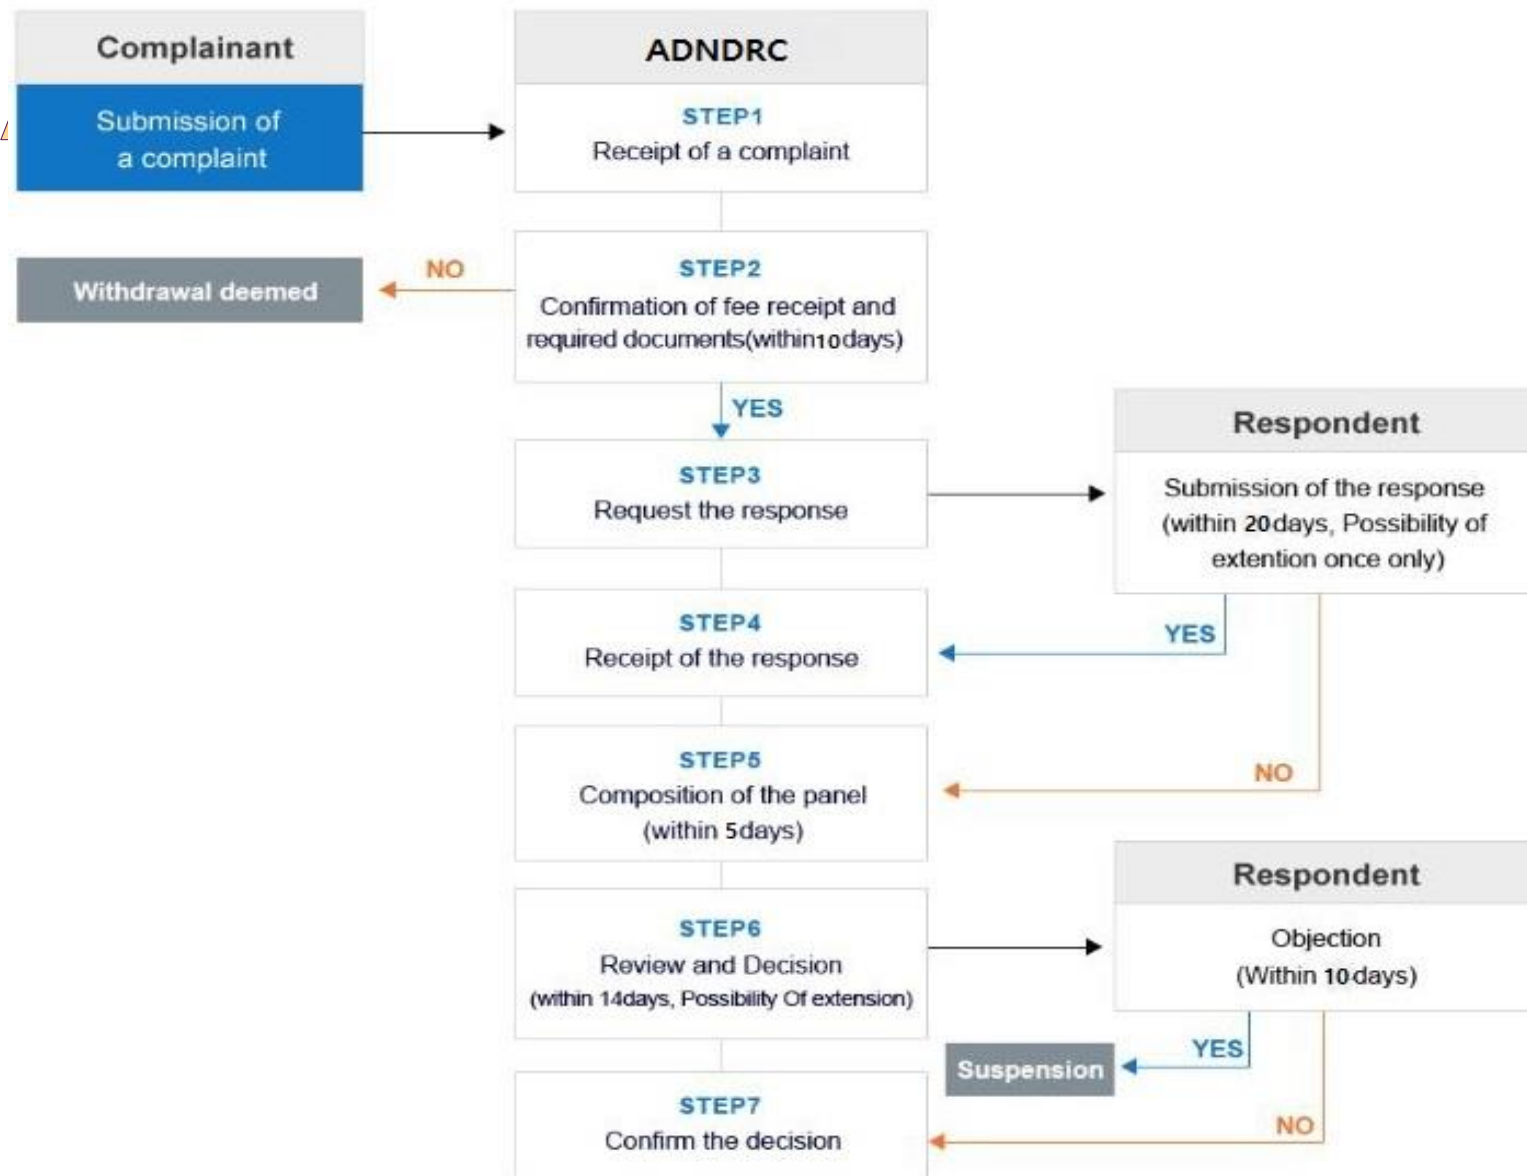 Complainant
Submission of
a complaint
ADNDRC
STEP1
Receipt of a complaint
Withdrawal deemed
NO
STEP2
Confirmation of fee receipt and
required documents(within10days)
YES
STEP3
Request the response
Respondent
Submission of the response
(within 20days, Possibility of
extention once only)
YES
STEP4
Receipt of the response
NO
STEP5
Composition of the panel
(within 5days)
STEP6
Review and Decision
(within 14days, Possibility Of extension)
Respondent
Objection
(Within 10days)
YES
Suspension
NO
STEP7
Confirm the decision